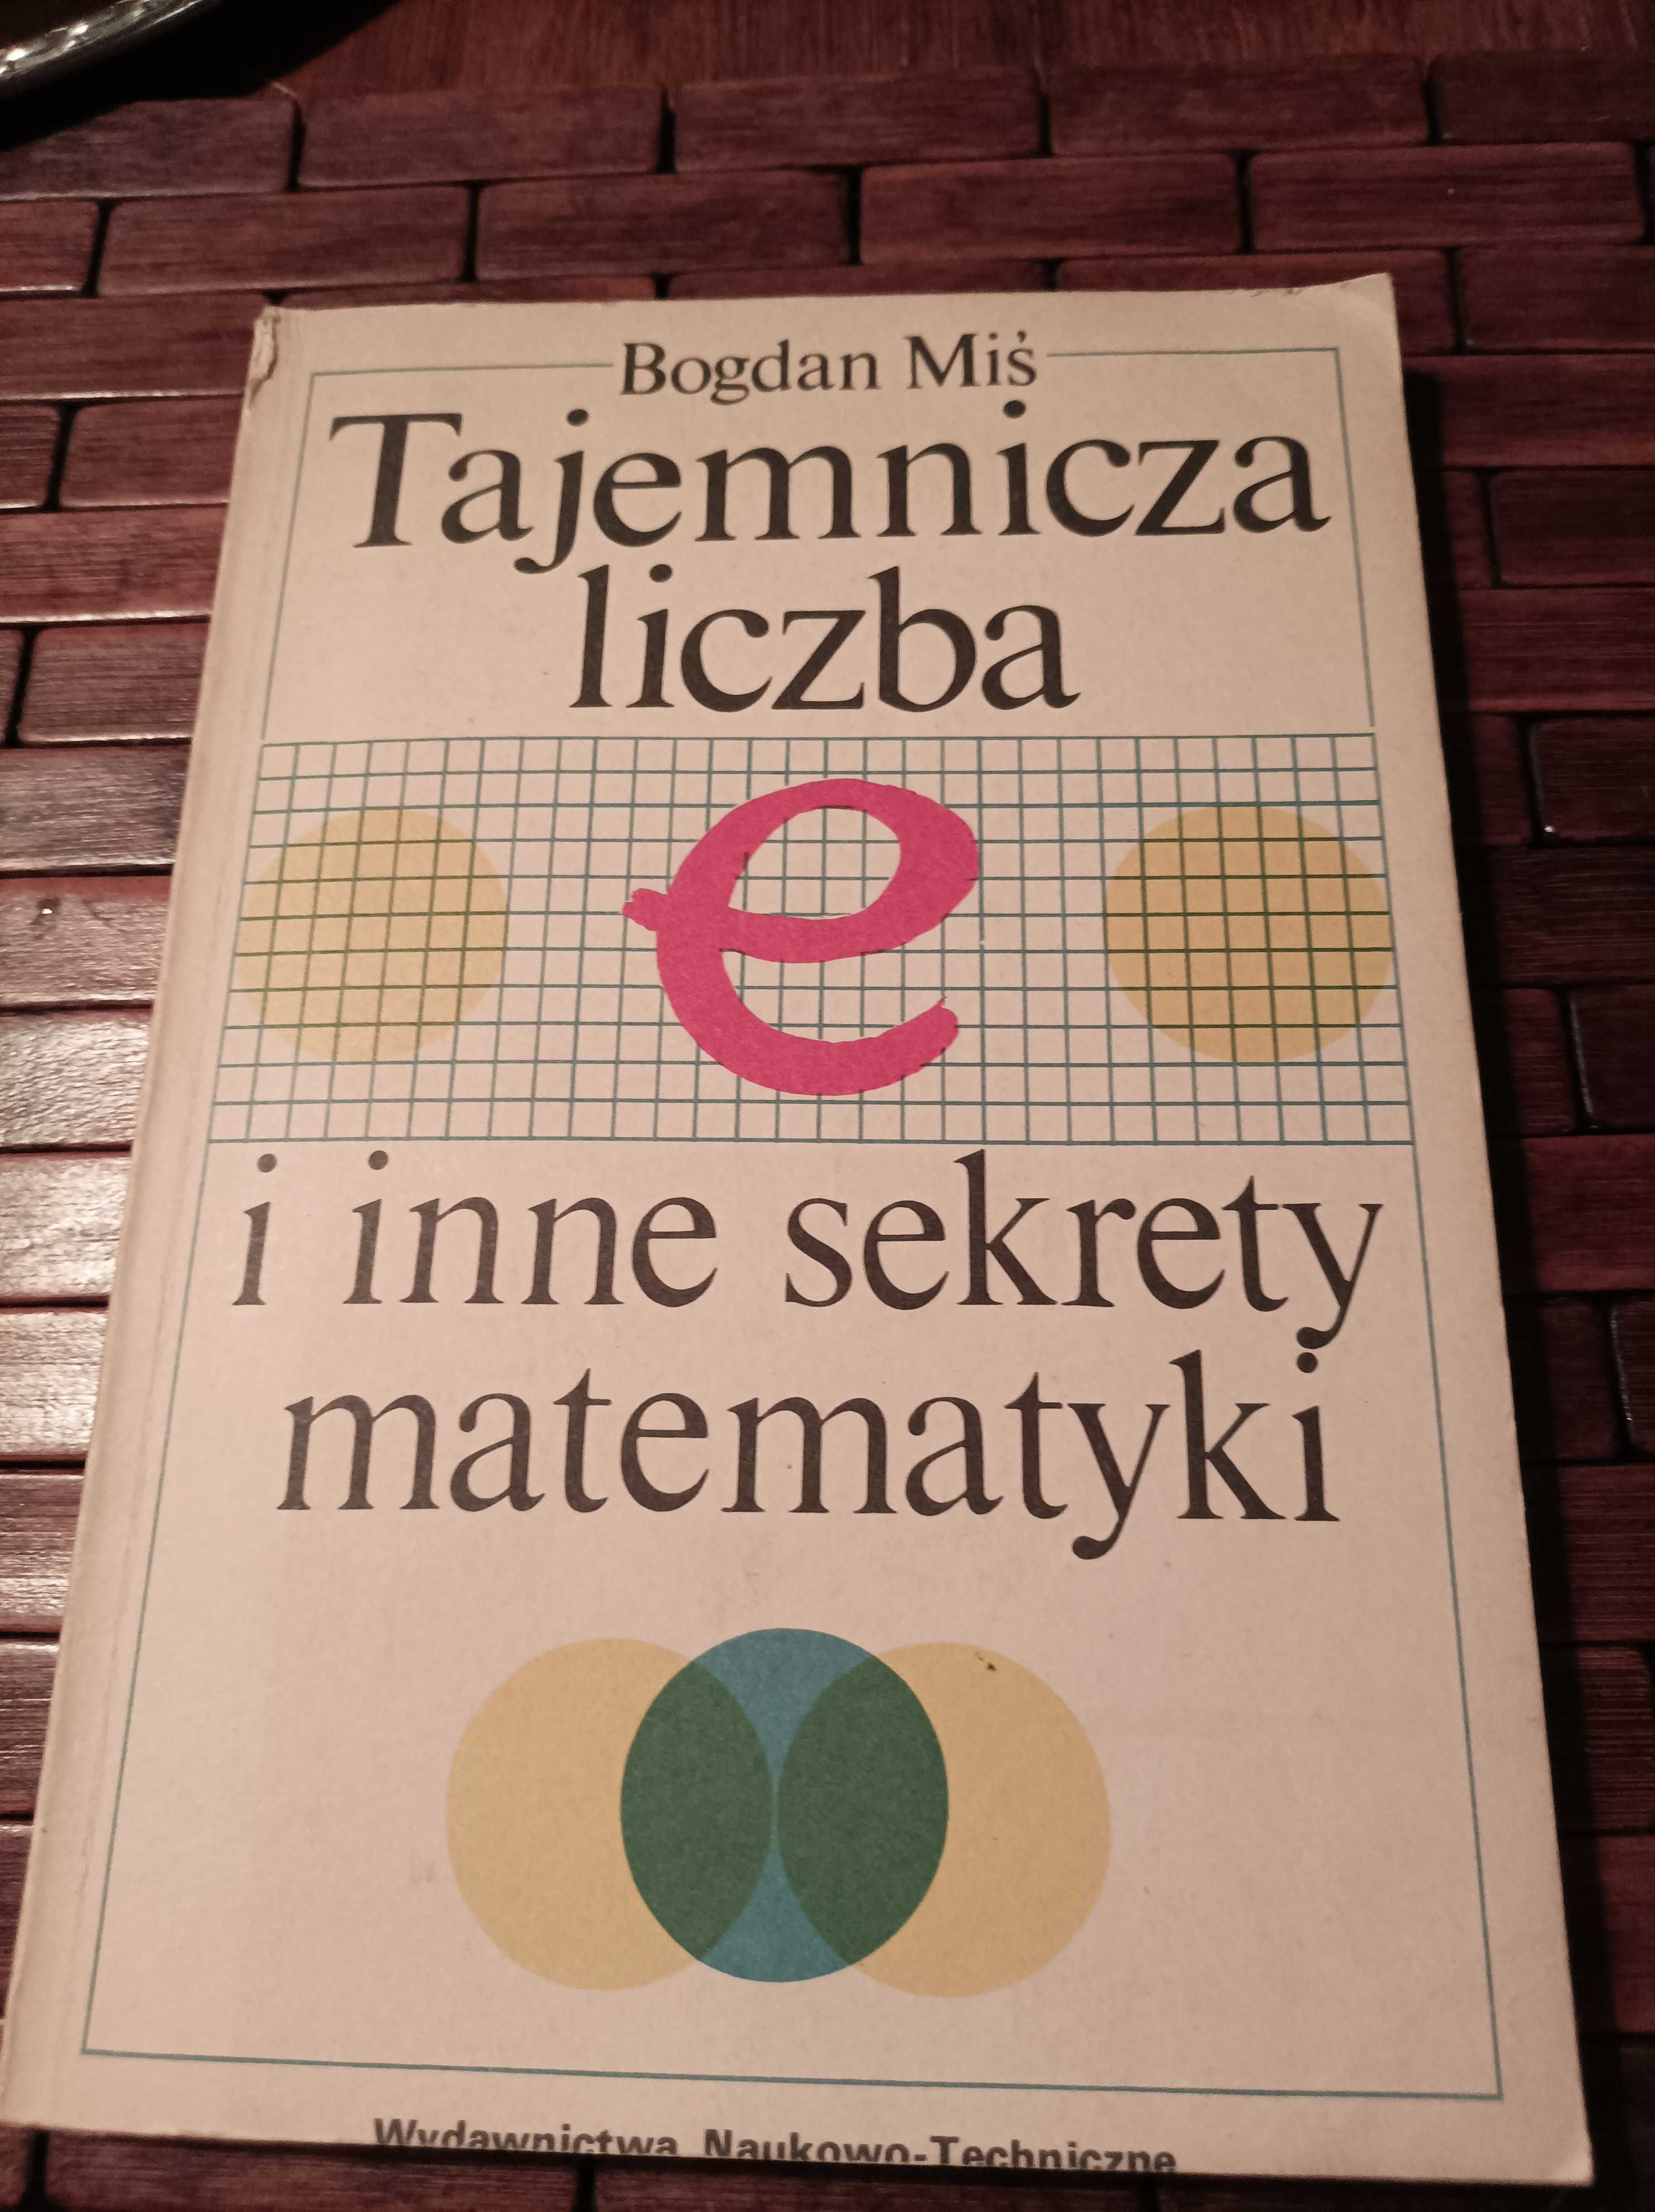 Bogdan Miś
Tajemnicza
liczba
e
i inne sekrety
matematyki
Wydawnictwa Naukowo-Techniczne